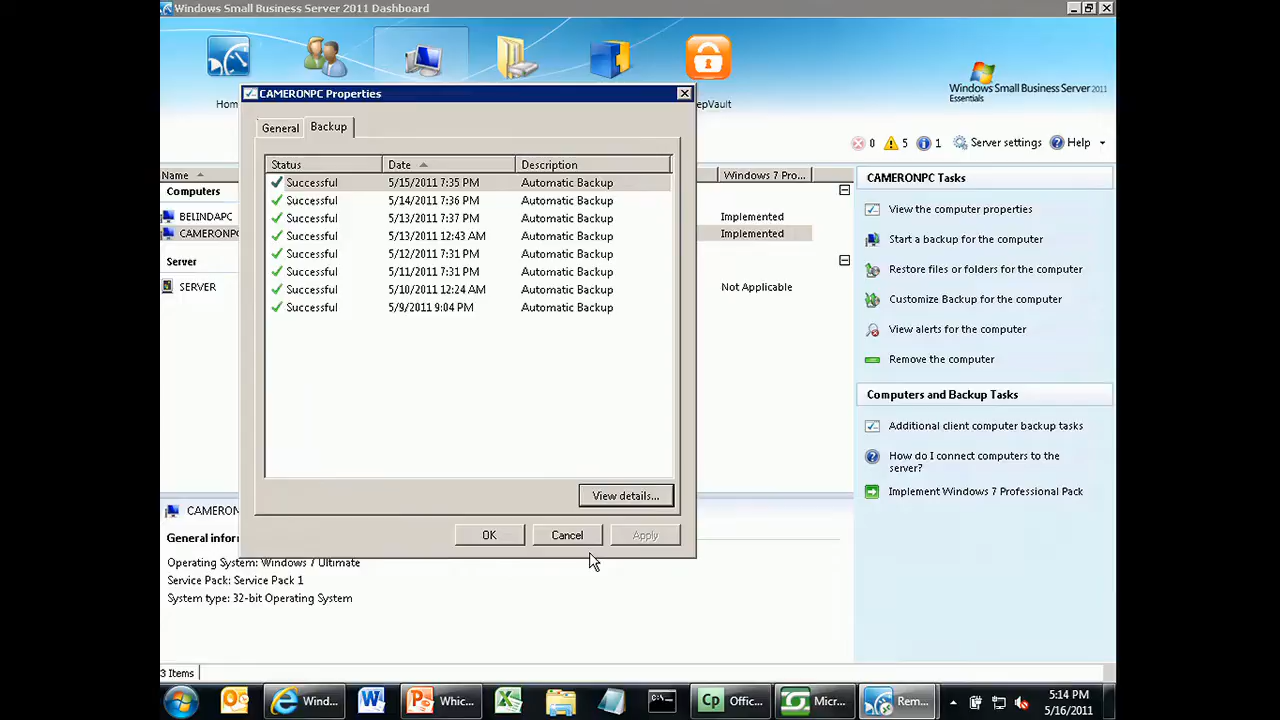 Windows Small Business Server 2011 Dashboard
Windows Small Business Server 2011
Essentials
CAMERONPC Properties
General Backup
Status Date Description
Successful 5/15/2011 7:35 PM Automatic Backup
Successful 5/14/2011 7:36 PM Automatic Backup
Successful 5/13/2011 7:37 PM Automatic Backup
Successful 5/13/2011 12:43 AM Automatic Backup
Successful 5/12/2011 7:31 PM Automatic Backup
Successful 5/11/2011 7:31 PM Automatic Backup
Successful 5/10/2011 12:24 AM Automatic Backup
Successful 5/9/2011 9:04 PM Automatic Backup
View details...
OK Cancel Apply
0 5 1 Server settings Help
Name Windows 7 Pro...
Computers
BELINDAPC Implemented
Implemented
Server
SERVER Not Applicable
CAMERONPC Tasks
View the computer properties
Start a backup for the computer
Restore files or folders for the computer
Customize Backup for the computer
View alerts for the computer
Remove the computer
Computers and Backup Tasks
Additional client computer backup tasks
How do I connect computers to the
server?
Implement Windows 7 Professional Pack
Operating System: Windows 7 Ultimate
Service Pack: Service Pack 1
System type: 32-bit Operating System
3 Items
Wind... Whic... Offic... Micr... Rem...
5:14 PM
5/16/2011